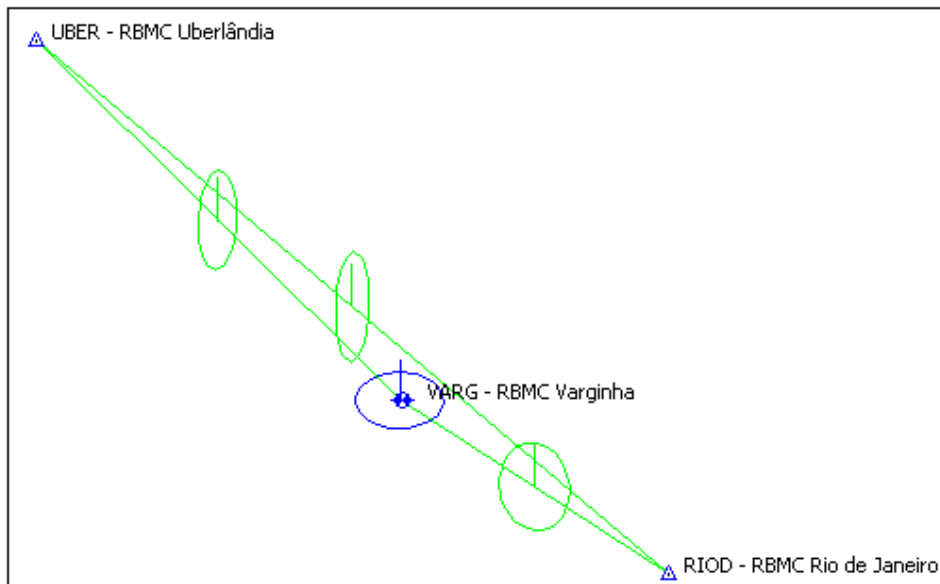 UBER - RBMC Uberlândia
VARG - RBMC Varginha
RIOD - RBMC Rio de Janeiro